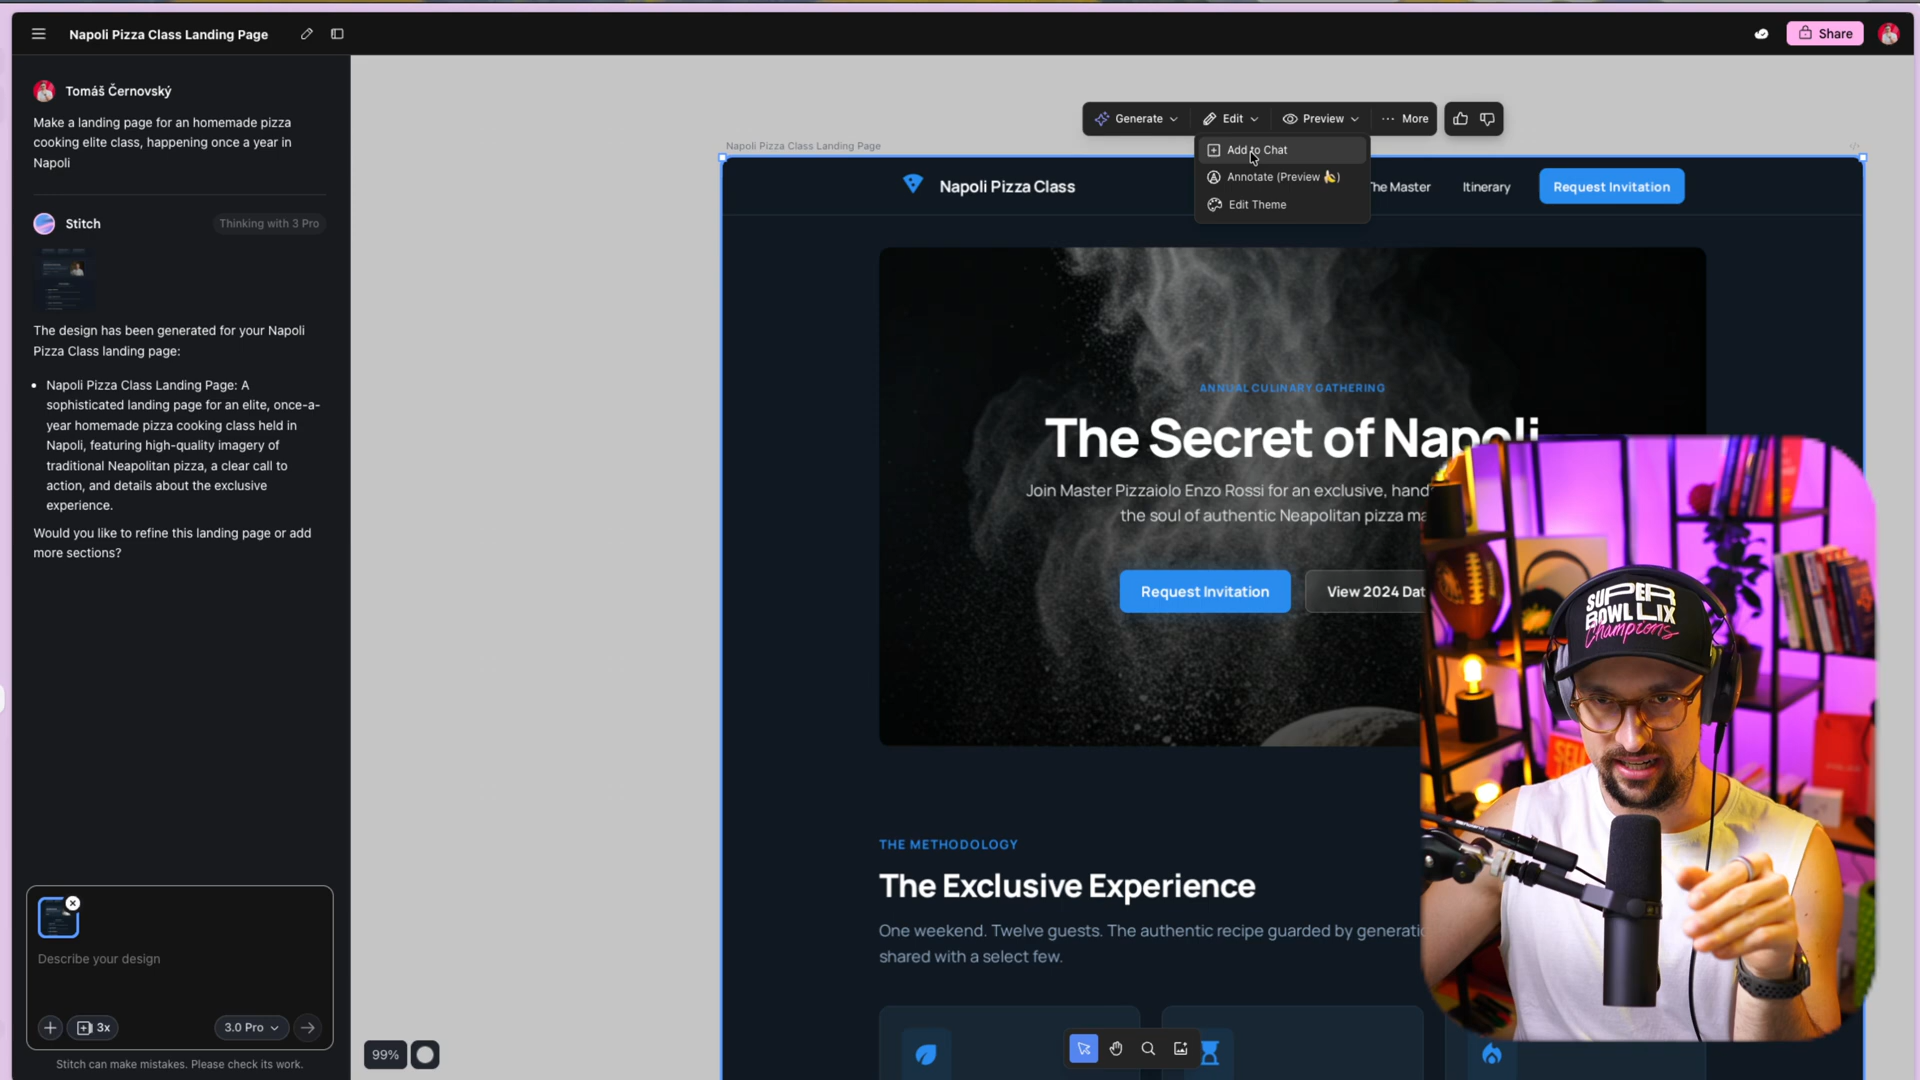 Napoli Pizza Class Landing Page
Share
Tomáš Černovský
Make a landing page for an homemade pizza
cooking elite class, happening once a year in
Napoli
Stitch
Thinking with 3 Pro
The design has been generated for your Napoli
Pizza Class landing page:
Napoli Pizza Class Landing Page: A
sophisticated landing page for an elite, once-a-
year homemade pizza cooking class held in
Napoli, featuring high-quality imagery of
traditional Neapolitan pizza, a clear call to
action, and details about the exclusive
experience.
Would you like to refine this landing page or add
more sections?
Describe your design
3x
3.0 Pro
Stitch can make mistakes. Please check its work.
99%
Generate
Edit
Preview
More
Add to Chat
Annotate (Preview 🍌)
Edit Theme
Napoli Pizza Class Landing Page
Napoli Pizza Class
The Master
Itinerary
Request Invitation
ANNUAL CULINARY GATHERING
The Secret of Napoli
Join Master Pizzaiolo Enzo Rossi for an exclusive, hand
the soul of authentic Neapolitan pizza ma
Request Invitation
View 2024 Dat
THE METHODOLOGY
The Exclusive Experience
One weekend. Twelve guests. The authentic recipe guarded by generatio
shared with a select few.
SUPER
BOWL LIX
Champions